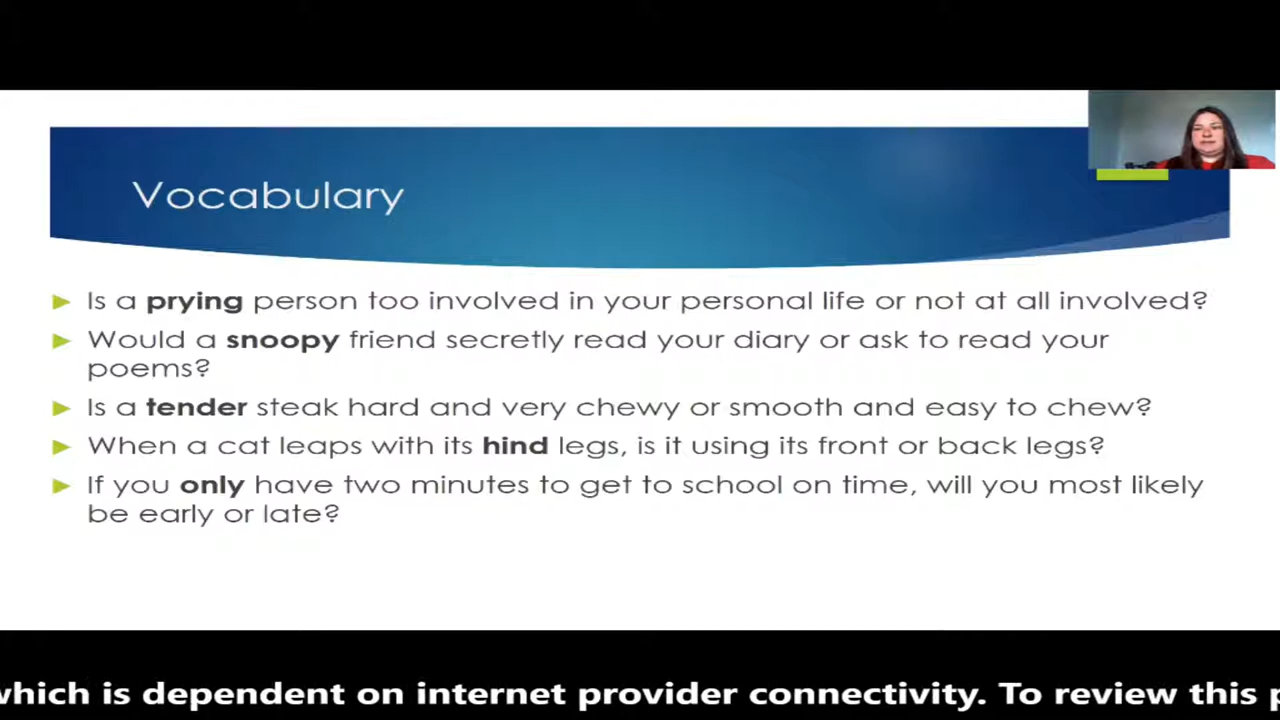 Vocabulary
Is a prying person too involved in your personal life or not at all involved?
Would a snoopy friend secretly read your diary or ask to read your
poems?
Is a tender steak hard and very chewy or smooth and easy to chew?
When a cat leaps with its hind legs, is it using its front or back legs?
If you only have two minutes to get to school on time, will you most likely
be early or late?
which is dependent on internet provider connectivity. To review this p